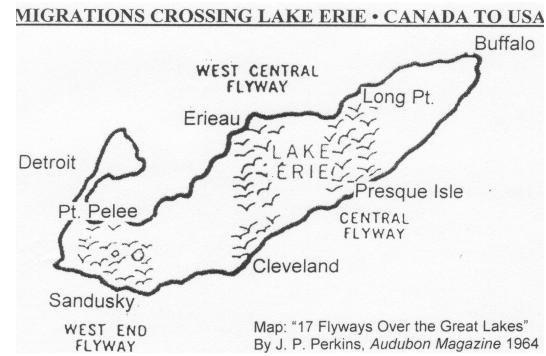 MIGRATIONS CROSSING LAKE ERIE • CANADA TO USA
Buffalo
WEST CENTRAL
FLYWAY
Long Pt.
Erieau
LAKE
ERIE
Detroit
Presque Isle
Pt. Pelee
CENTRAL
FLYWAY
Cleveland
Sandusky
WEST END
FLYWAY
Map: "17 Flyways Over the Great Lakes"
By J. P. Perkins, Audubon Magazine 1964